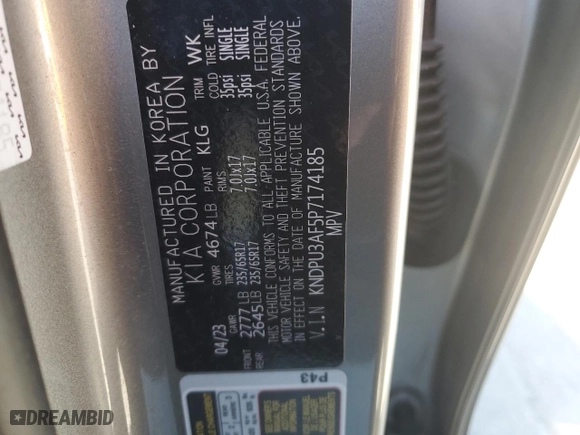 MANUFACTURED IN KOREA BY
KIA CORPORATION
04/23 GVWR 4674LB PAINT KLG TRIM WK
GAWR TIRES RIMS COLD TIRE INFL
FRONT 2777LB 235/65R17 7.0Jx17 35psi SINGLE
REAR 2645LB 235/65R17 7.0Jx17 35psi SINGLE
THIS VEHICLE CONFORMS TO ALL APPLICABLE U.S.A. FEDERAL
MOTOR VEHICLE SAFETY AND THEFT PREVENTION STANDARDS
IN EFFECT ON THE DATE OF MANUFACTURE SHOWN ABOVE.
V.I.N KNDPU3AF5P7174185
MPV
P43
DREAMBID